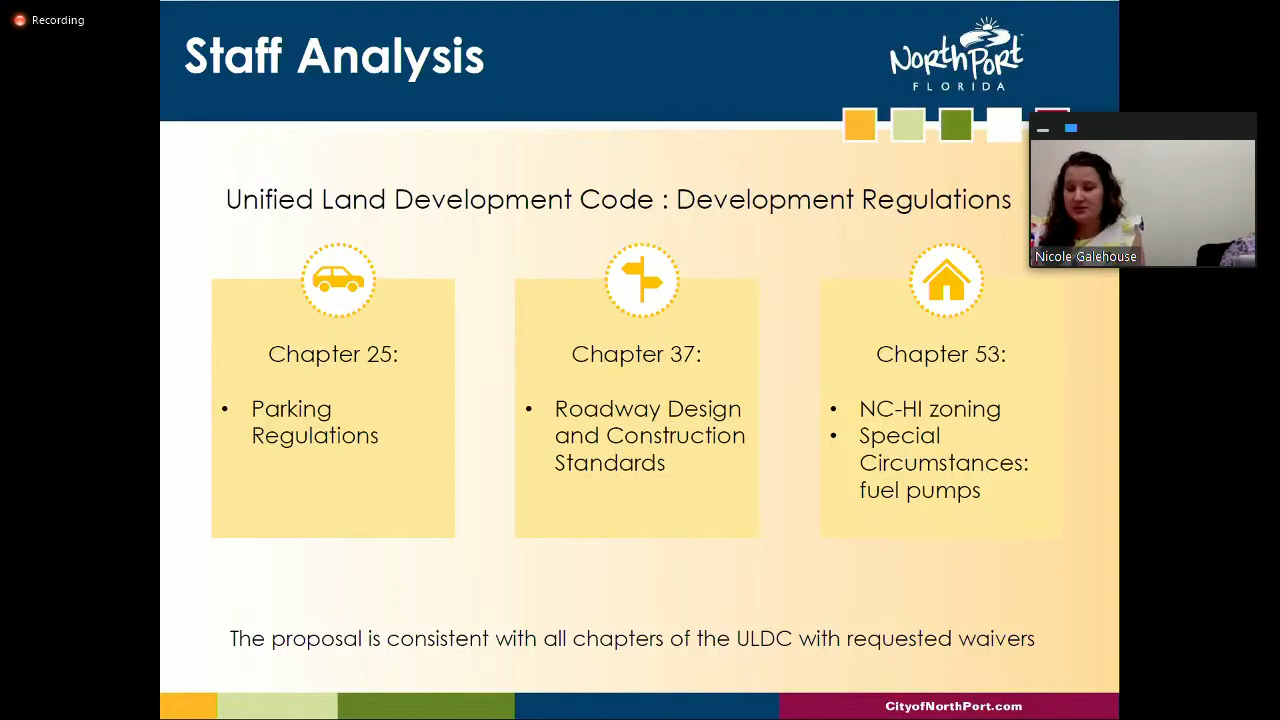 Recording
Staff Analysis
NorthPort
FLORIDA
Nicole Galehouse
Unified Land Development Code : Development Regulations
Chapter 25:
• Parking
Regulations
Chapter 37:
• Roadway Design
and Construction
Standards
Chapter 53:
• NC-HI zoning
• Special
Circumstances:
fuel pumps
The proposal is consistent with all chapters of the ULDC with requested waivers
CityofNorthPort.com